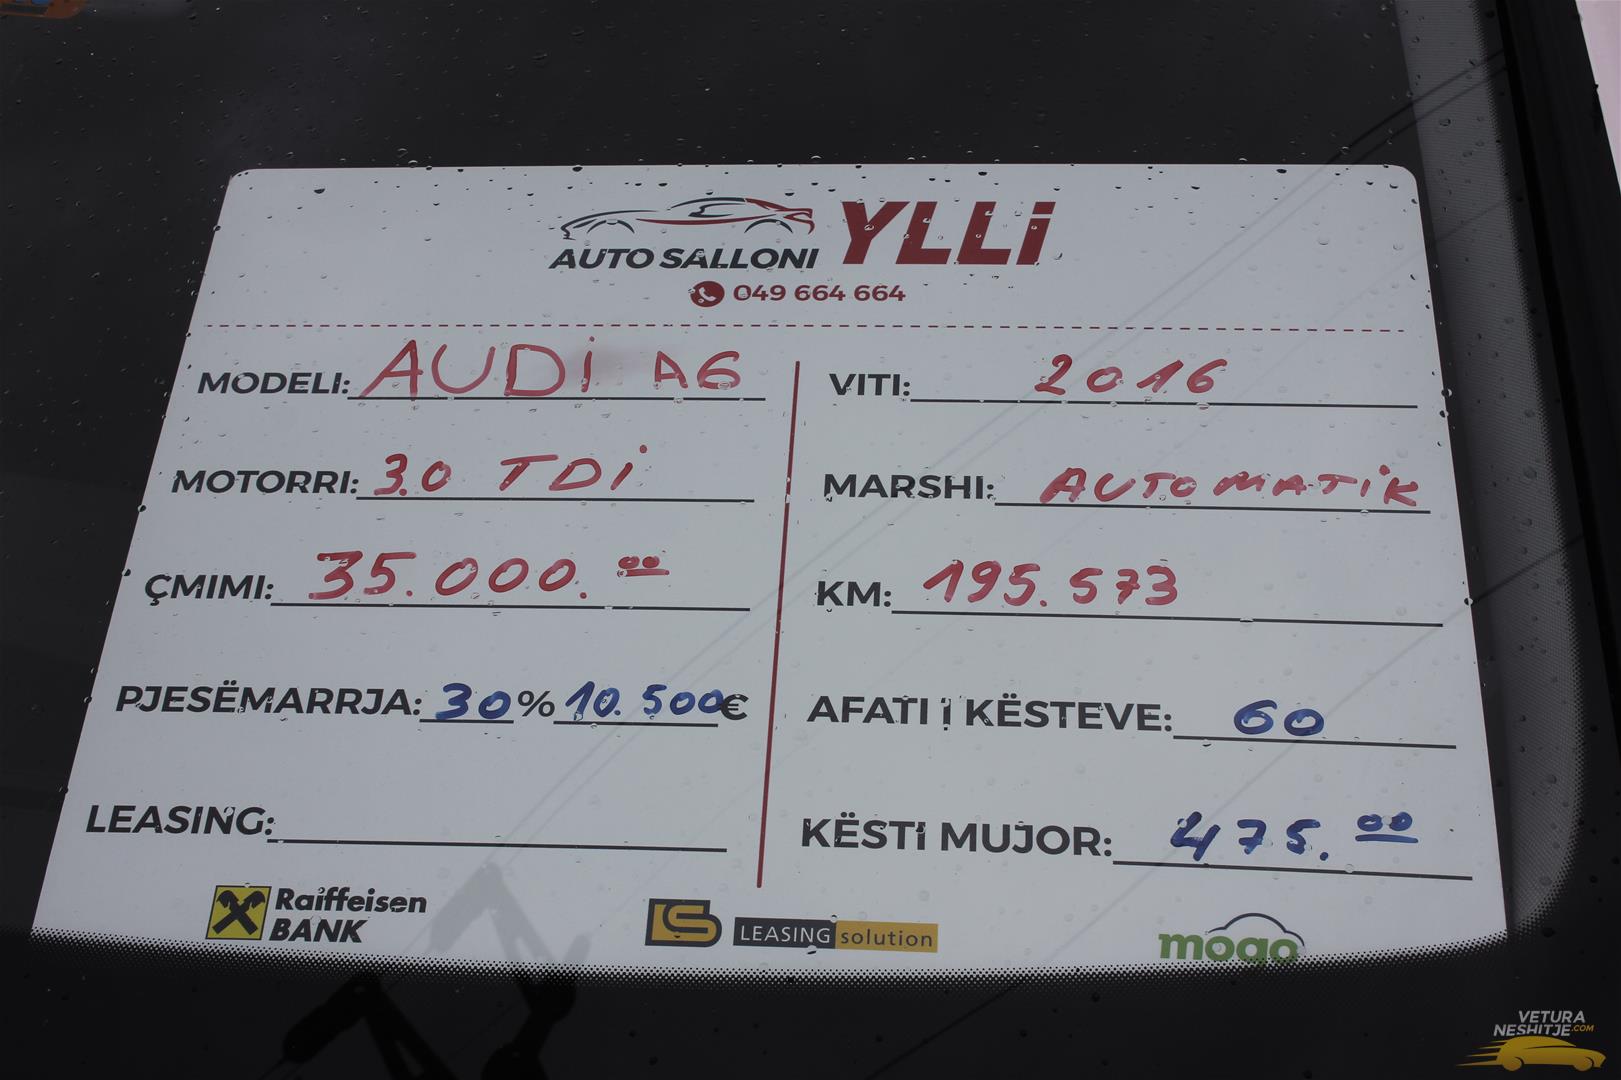 AUTO SALLONI YLLi
049 664 664
MODELI: AUDi A6
VITI: 2016
MOTORRI: 3.0 TDi
MARSHI: AUTOMATiK
ÇMIMI: 35.000.00
KM: 195.573
PJESËMARRJA: 30% 10.500€
AFATI I KËSTEVE: 60
LEASING:
KËSTI MUJOR: 475.00
Raiffeisen
BANK
LS LEASING solution
mogo
VETURA
NESHITJE.COM